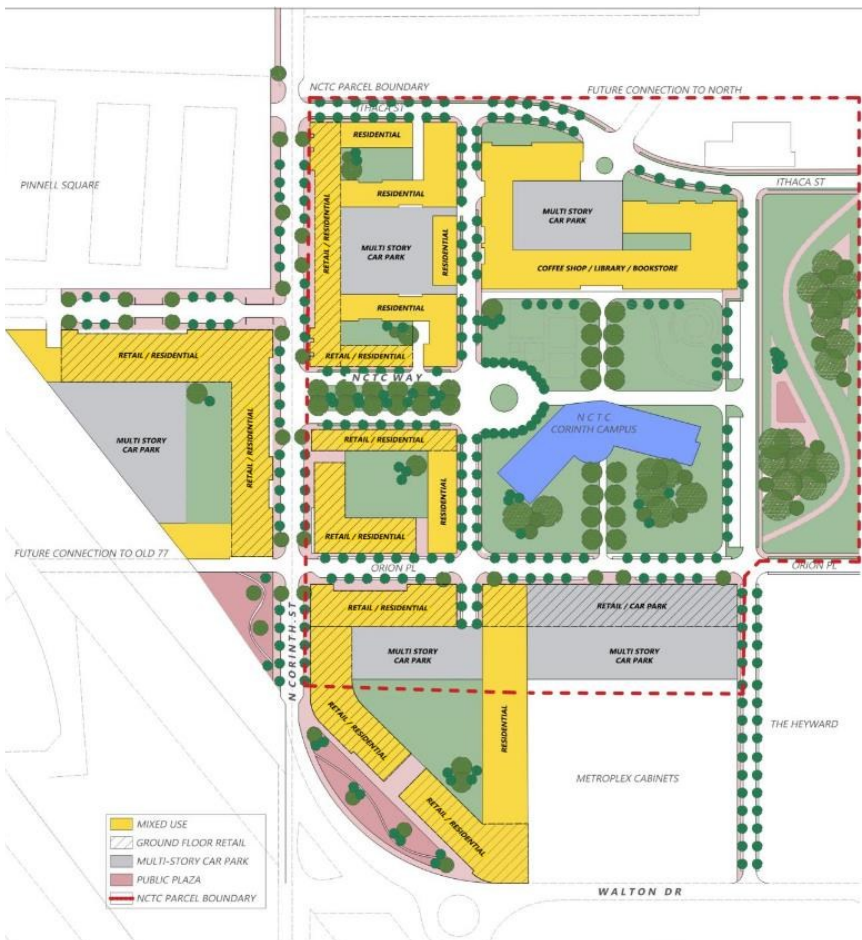 NCTC PARCEL BOUNDARY
FUTURE CONNECTION TO NORTH
ITHACA ST
RESIDENTIAL
PINNELL SQUARE
ITHACA ST
RESIDENTIAL
MULTI STORY
CAR PARK
RETAIL / RESIDENTIAL
MULTI STORY
CAR PARK
RESIDENTIAL
COFFEE SHOP / LIBRARY / BOOKSTORE
RESIDENTIAL
RETAIL / RESIDENTIAL
RETAIL / RESIDENTIAL
NCTC WAY
NCTC
CORINTH CAMPUS
MULTI STORY
CAR PARK
RETAIL / RESIDENTIAL
RETAIL / RESIDENTIAL
RESIDENTIAL
RETAIL / RESIDENTIAL
FUTURE CONNECTION TO OLD 77
ORION PL
ORION PL
RETAIL / RESIDENTIAL
RETAIL / CAR PARK
N CORINTH ST
MULTI STORY
CAR PARK
MULTI STORY
CAR PARK
RETAIL / RESIDENTIAL
RESIDENTIAL
THE HEYWARD
METROPLEX CABINETS
RETAIL / RESIDENTIAL
MIXED USE
GROUND FLOOR RETAIL
MULTI-STORY CAR PARK
PUBLIC PLAZA
NCTC PARCEL BOUNDARY
WALTON DR